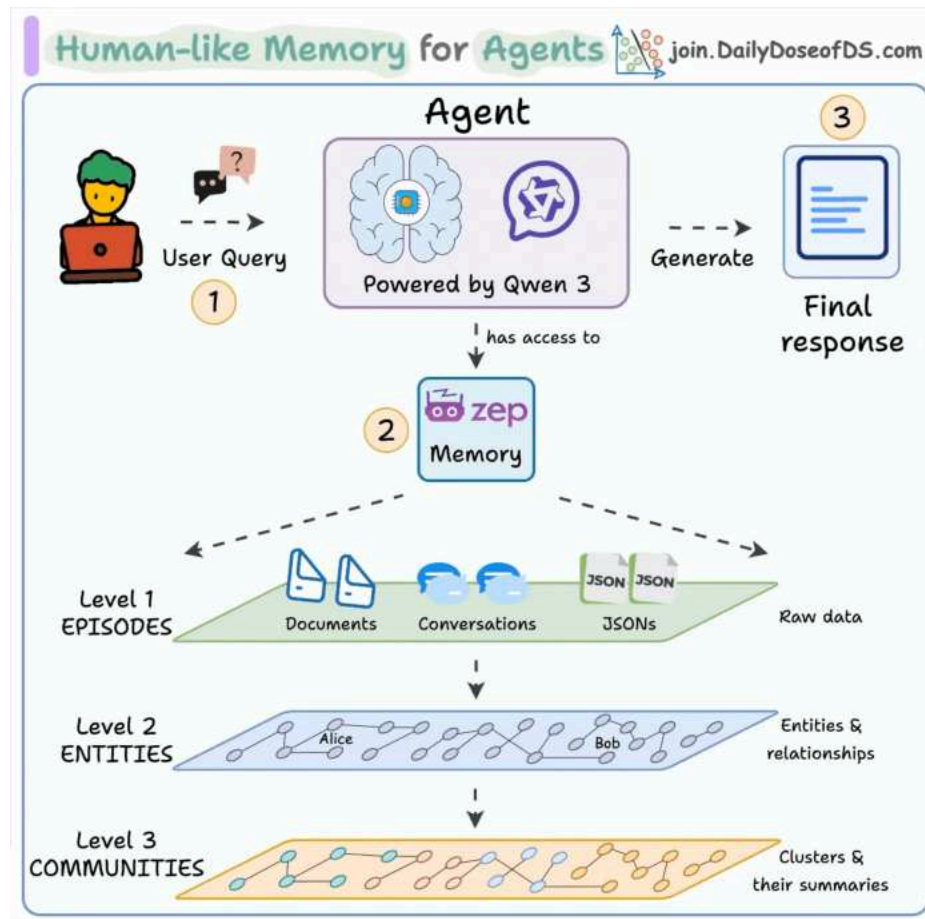 Human-like Memory for Agents
join.DailyDoseofDS.com
Agent
3
?
User Query
1
Powered by Qwen 3
Generate
Final
response
has access to
2
zep
Memory
Level 1
EPISODES
JSON
JSON
Documents
Conversations
JSONs
Raw data
Level 2
ENTITIES
Alice
Bob
Entities &
relationships
Level 3
COMMUNITIES
Clusters &
their summaries